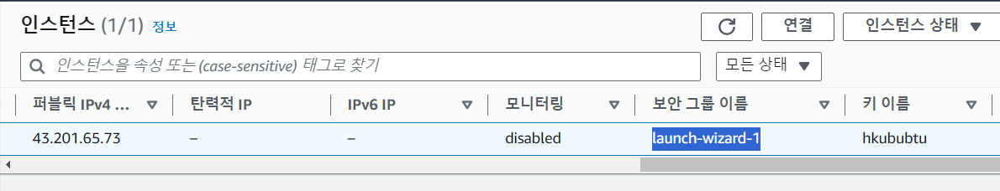 인스턴스 (1/1) 정보
연결
인스턴스 상태
인스턴스을 속성 또는 (case-sensitive) 태그로 찾기
모든 상태
퍼블릭 IPv4 ... 탄력적 IP IPv6 IP 모니터링 보안 그룹 이름 키 이름
43.201.65.73 – – disabled launch-wizard-1 hkububtu